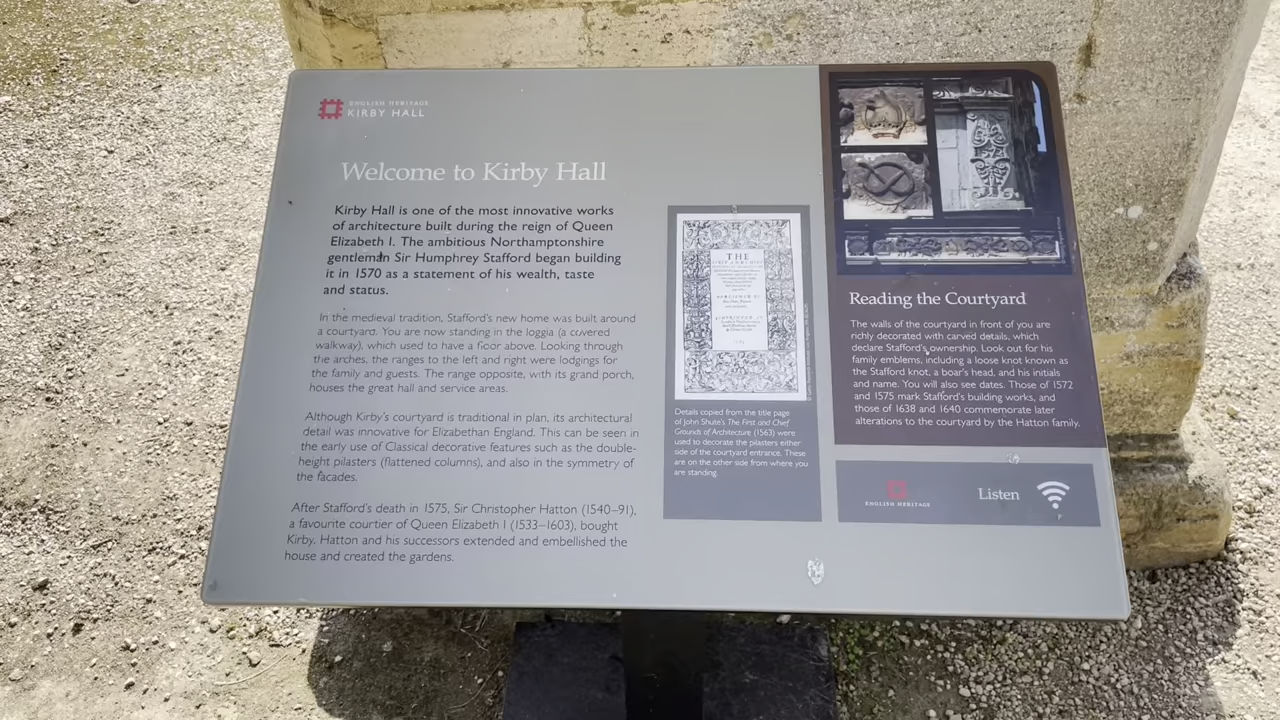 ENGLISH HERITAGE
KIRBY HALL
Welcome to Kirby Hall
Kirby Hall is one of the most innovative works
of architecture built during the reign of Queen
Elizabeth I. The ambitious Northamptonshire
gentleman Sir Humphrey Stafford began building
it in 1570 as a statement of his wealth, taste
and status.
In the medieval tradition, Stafford's new home was built around
a courtyard. You are now standing in the loggia (a covered
walkway), which used to have a floor above. Looking through
the arches, the ranges to the left and right were lodgings for
the family and guests. The range opposite, with its grand porch,
houses the great hall and service areas.
Although Kirby's courtyard is traditional in plan, its architectural
detail was innovative for Elizabethan England. This can be seen in
the early use of Classical decorative features such as the double-
height pilasters (flattened columns), and also in the symmetry of
the facades.
After Stafford's death in 1575, Sir Christopher Hatton (1540–91),
a favourite courtier of Queen Elizabeth I (1533–1603), bought
Kirby. Hatton and his successors extended and embellished the
house and created the gardens.
THE
Details copied from the title page
of John Shute's The First and Chief
Grounds of Architecture (1563) were
used to decorate the pilasters either
side of the courtyard entrance. These
are on the other side from where you
are standing.
Reading the Courtyard
The walls of the courtyard in front of you are
richly decorated with carved details, which
declare Stafford's ownership. Look out for his
family emblems, including a loose knot known as
the Stafford knot, a boar's head, and his initials
and name. You will also see dates. Those of 1572
and 1575 mark Stafford's building works, and
those of 1638 and 1640 commemorate later
alterations to the courtyard by the Hatton family.
ENGLISH HERITAGE
Listen